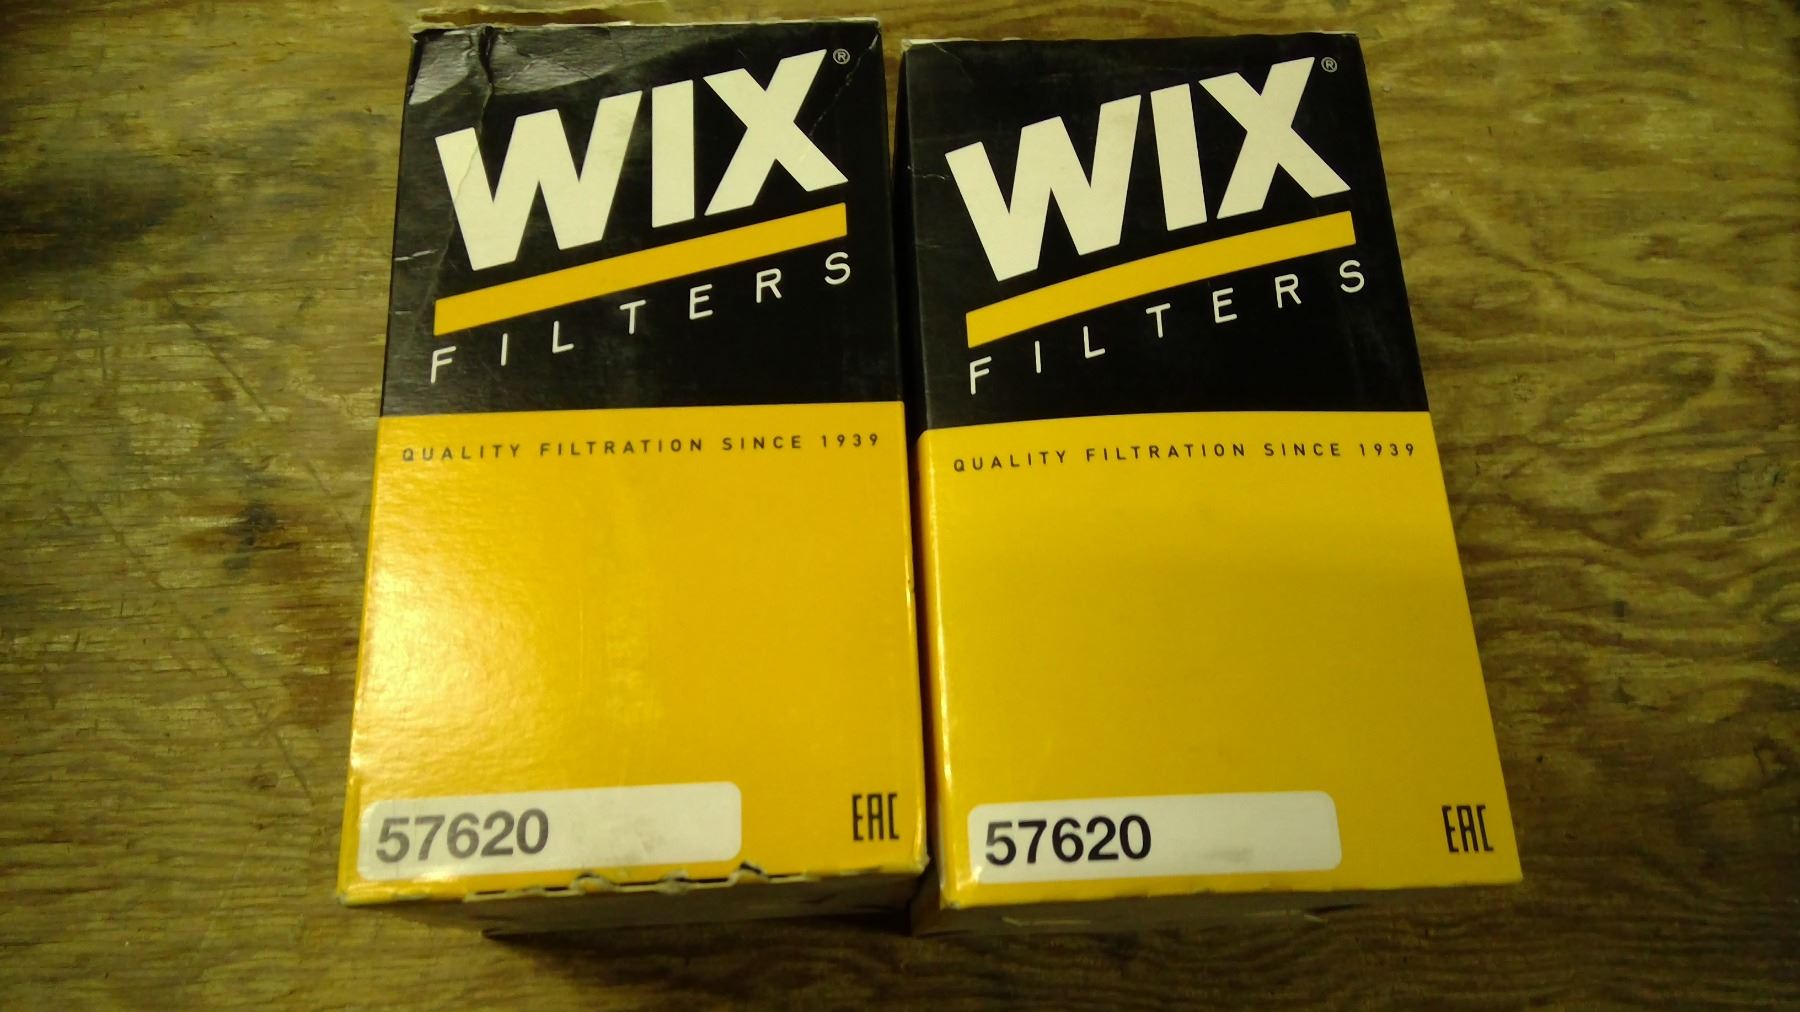 WIX®
FILTERS
QUALITY FILTRATION SINCE 1939
57620
EAC
WIX®
FILTERS
QUALITY FILTRATION SINCE 1939
57620
EAC